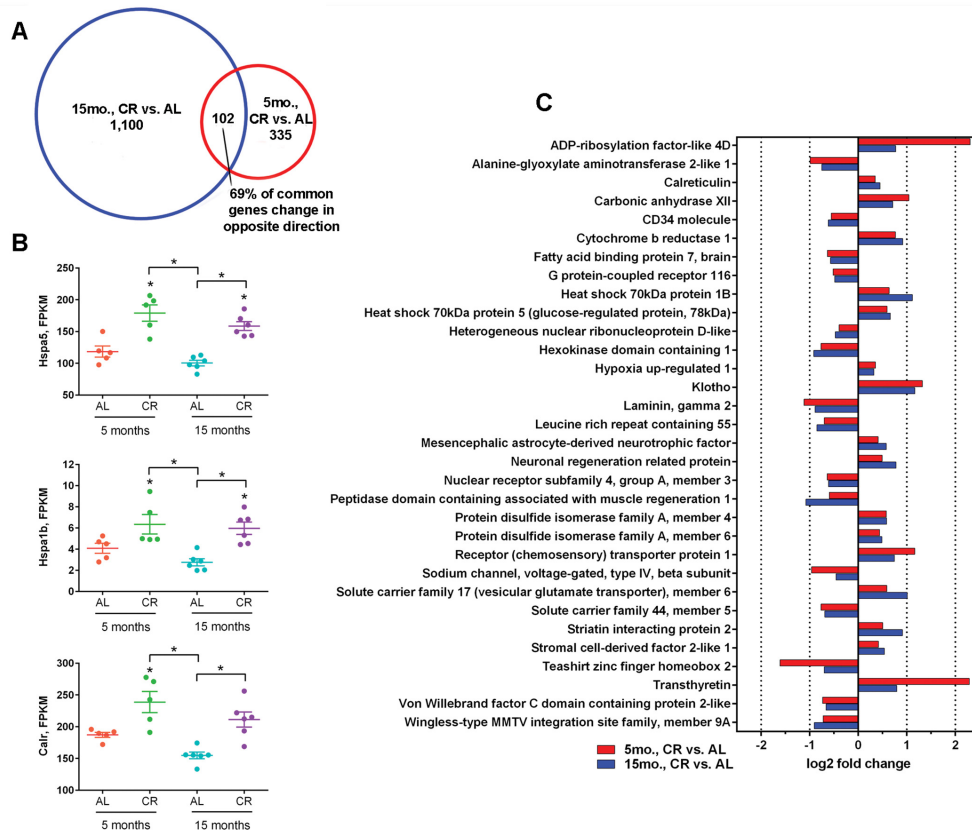 A
15mo., CR vs. AL
1,100
102
5mo.,
CR vs. AL
335
69% of common
genes change in
opposite direction
B
Hspa5, FPKM
250
200
150
100
50
*
*
*
*
AL
CR
AL
CR
5 months
15 months
Hspa1b, FPKM
12
10
8
6
4
2
0
*
*
*
*
AL
CR
AL
CR
5 months
15 months
Calr, FPKM
300
250
200
150
100
*
*
*
AL
CR
AL
CR
5 months
15 months
C
ADP-ribosylation factor-like 4D
Alanine-glyoxylate aminotransferase 2-like 1
Calreticulin
Carbonic anhydrase XII
CD34 molecule
Cytochrome b reductase 1
Fatty acid binding protein 7, brain
G protein-coupled receptor 116
Heat shock 70kDa protein 1B
Heat shock 70kDa protein 5 (glucose-regulated protein, 78kDa)
Heterogeneous nuclear ribonucleoprotein D-like
Hexokinase domain containing 1
Hypoxia up-regulated 1
Klotho
Laminin, gamma 2
Leucine rich repeat containing 55
Mesencephalic astrocyte-derived neurotrophic factor
Neuronal regeneration related protein
Nuclear receptor subfamily 4, group A, member 3
Peptidase domain containing associated with muscle regeneration 1
Protein disulfide isomerase family A, member 4
Protein disulfide isomerase family A, member 6
Receptor (chemosensory) transporter protein 1
Sodium channel, voltage-gated, type IV, beta subunit
Solute carrier family 17 (vesicular glutamate transporter), member 6
Solute carrier family 44, member 5
Striatin interacting protein 2
Stromal cell-derived factor 2-like 1
Teashirt zinc finger homeobox 2
Transthyretin
Von Willebrand factor C domain containing protein 2-like
Wingless-type MMTV integration site family, member 9A
-2
-1
0
1
2
log2 fold change
5mo., CR vs. AL
15mo., CR vs. AL